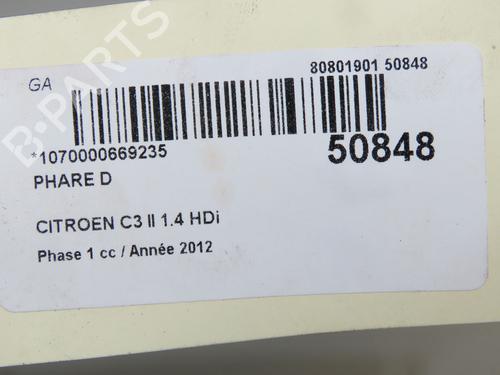 GA
80801901 50848
*1070000669235
50848
PHARE D
CITROEN C3 II 1.4 HDi
Phase 1 cc / Année 2012
B-PARTS